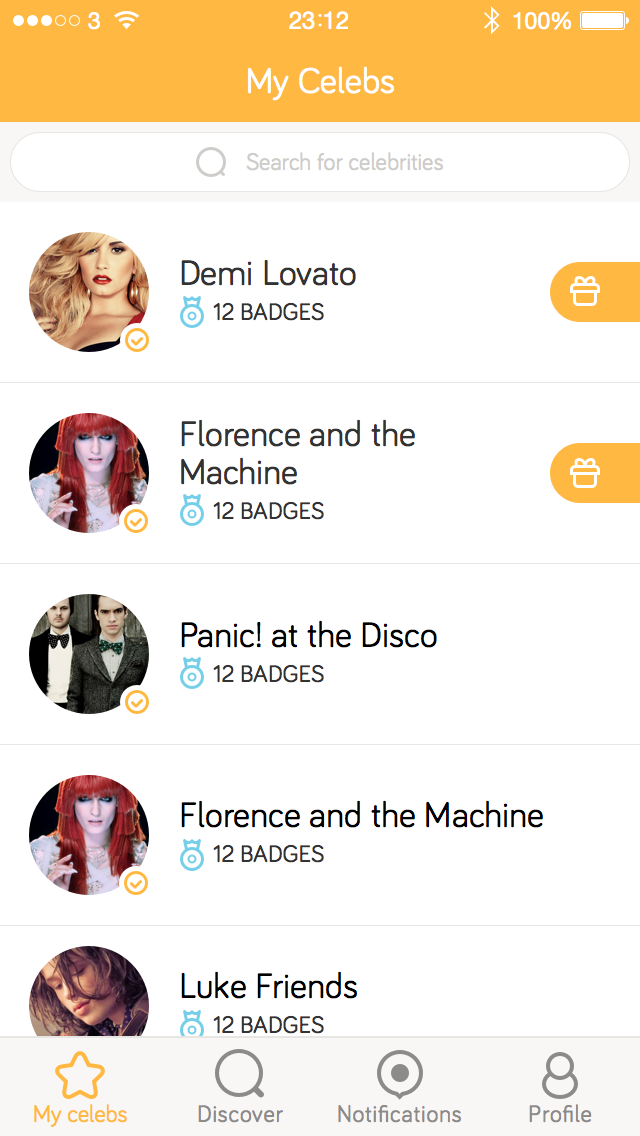 3 23:12 100%
My Celebs
Search for celebrities
Demi Lovato
12 BADGES
Florence and the
Machine
12 BADGES
Panic! at the Disco
12 BADGES
Florence and the Machine
12 BADGES
Luke Friends
12 BADGES
My celebs Discover Notifications Profile